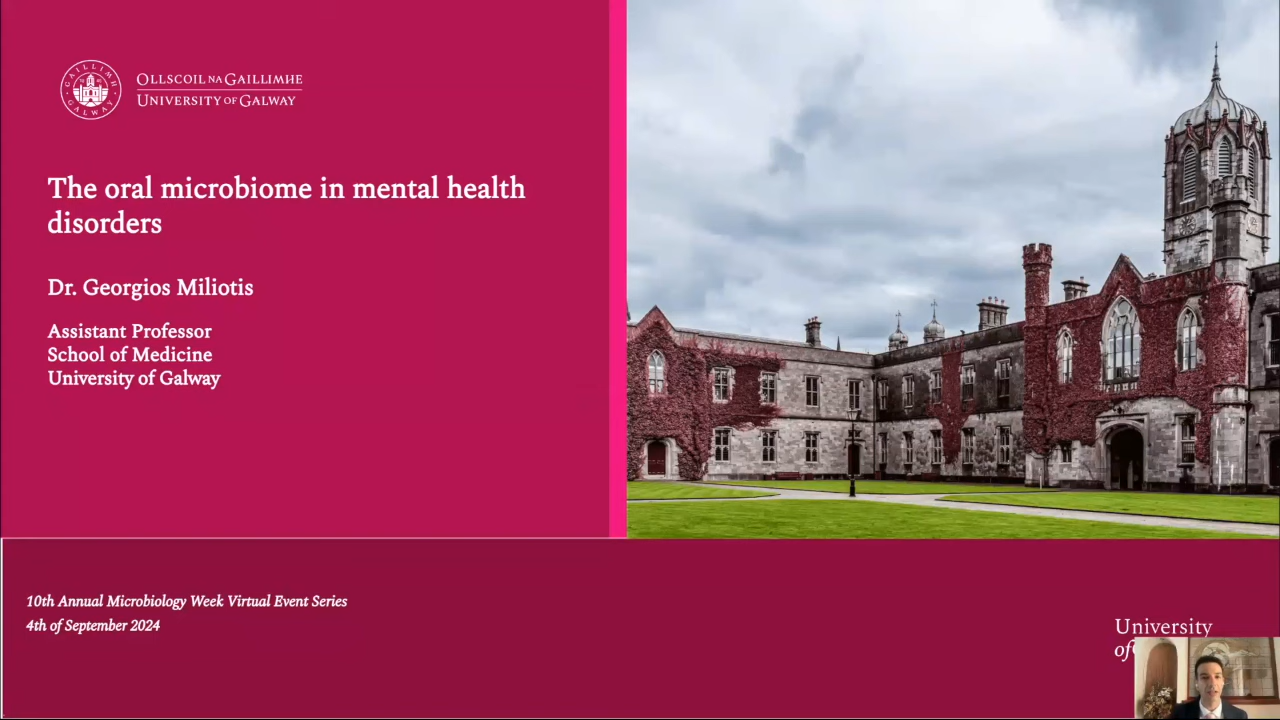 OLLSCOIL NA GAILLIMHE
UNIVERSITY OF GALWAY
The oral microbiome in mental health
disorders
Dr. Georgios Miliotis
Assistant Professor
School of Medicine
University of Galway
10th Annual Microbiology Week Virtual Event Series
4th of September 2024
University
of